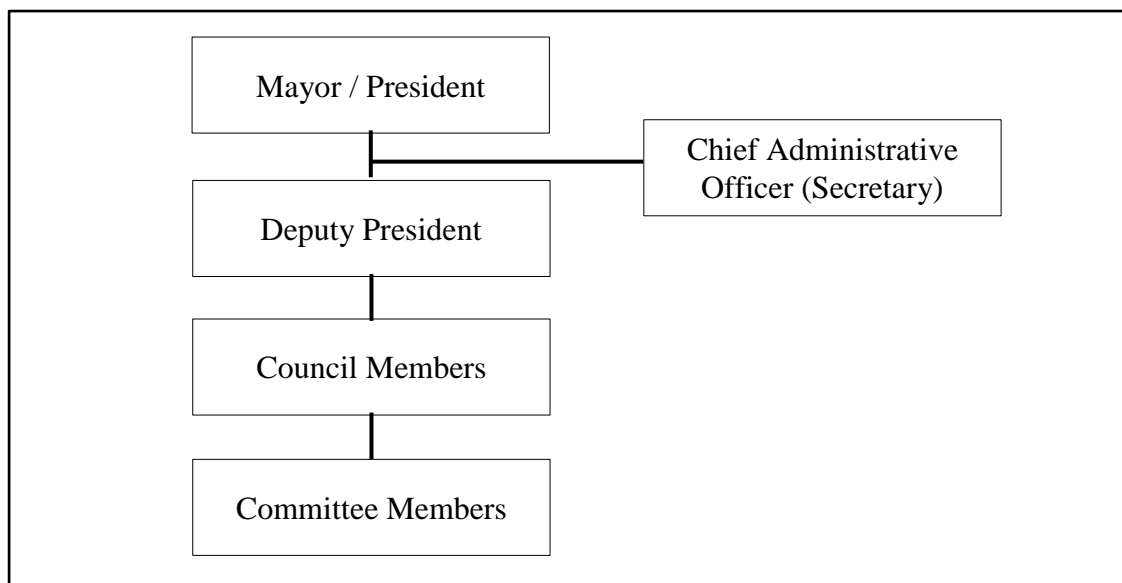 Mayor / President
Chief Administrative
Officer (Secretary)
Deputy President
Council Members
Committee Members